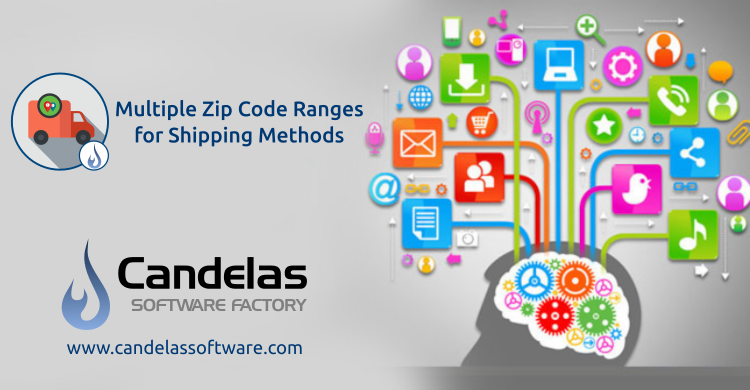 Multiple Zip Code Ranges
for Shipping Methods
Candelas
SOFTWARE FACTORY
www.candelassoftware.com